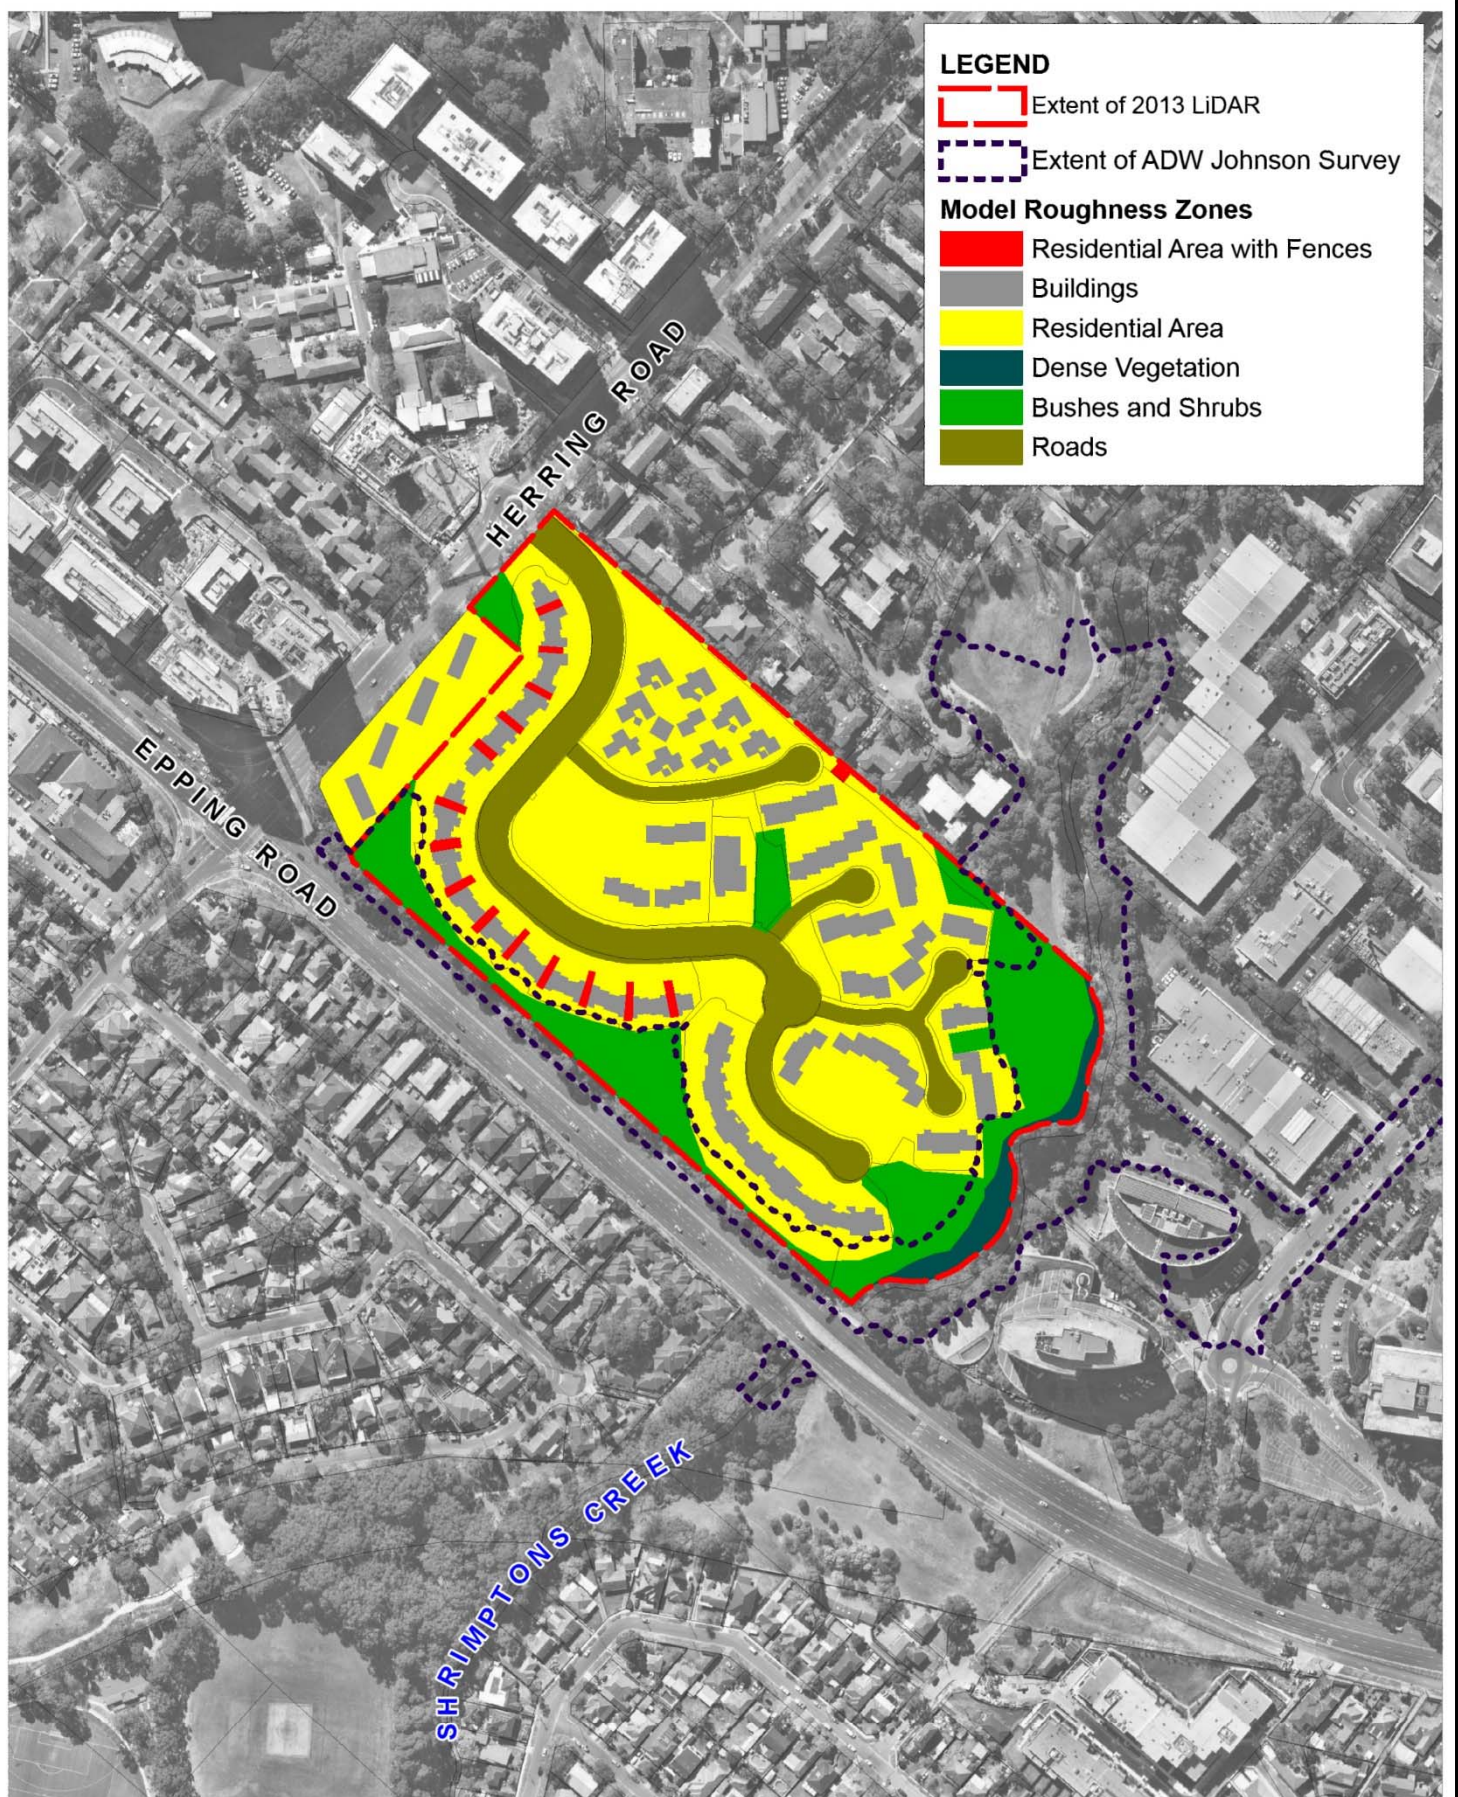 LEGEND
Extent of 2013 LiDAR
Extent of ADW Johnson Survey
Model Roughness Zones
Residential Area with Fences
Buildings
Residential Area
Dense Vegetation
Bushes and Shrubs
Roads
HERRING ROAD
EPPING ROAD
SHRIMPTONS CREEK